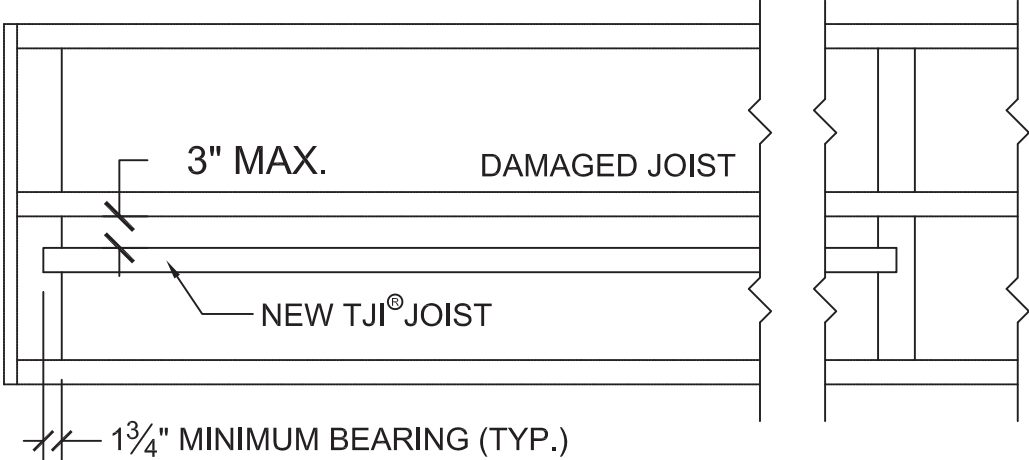 3" MAX.
DAMAGED JOIST
NEW TJI® JOIST
1¾" MINIMUM BEARING (TYP.)